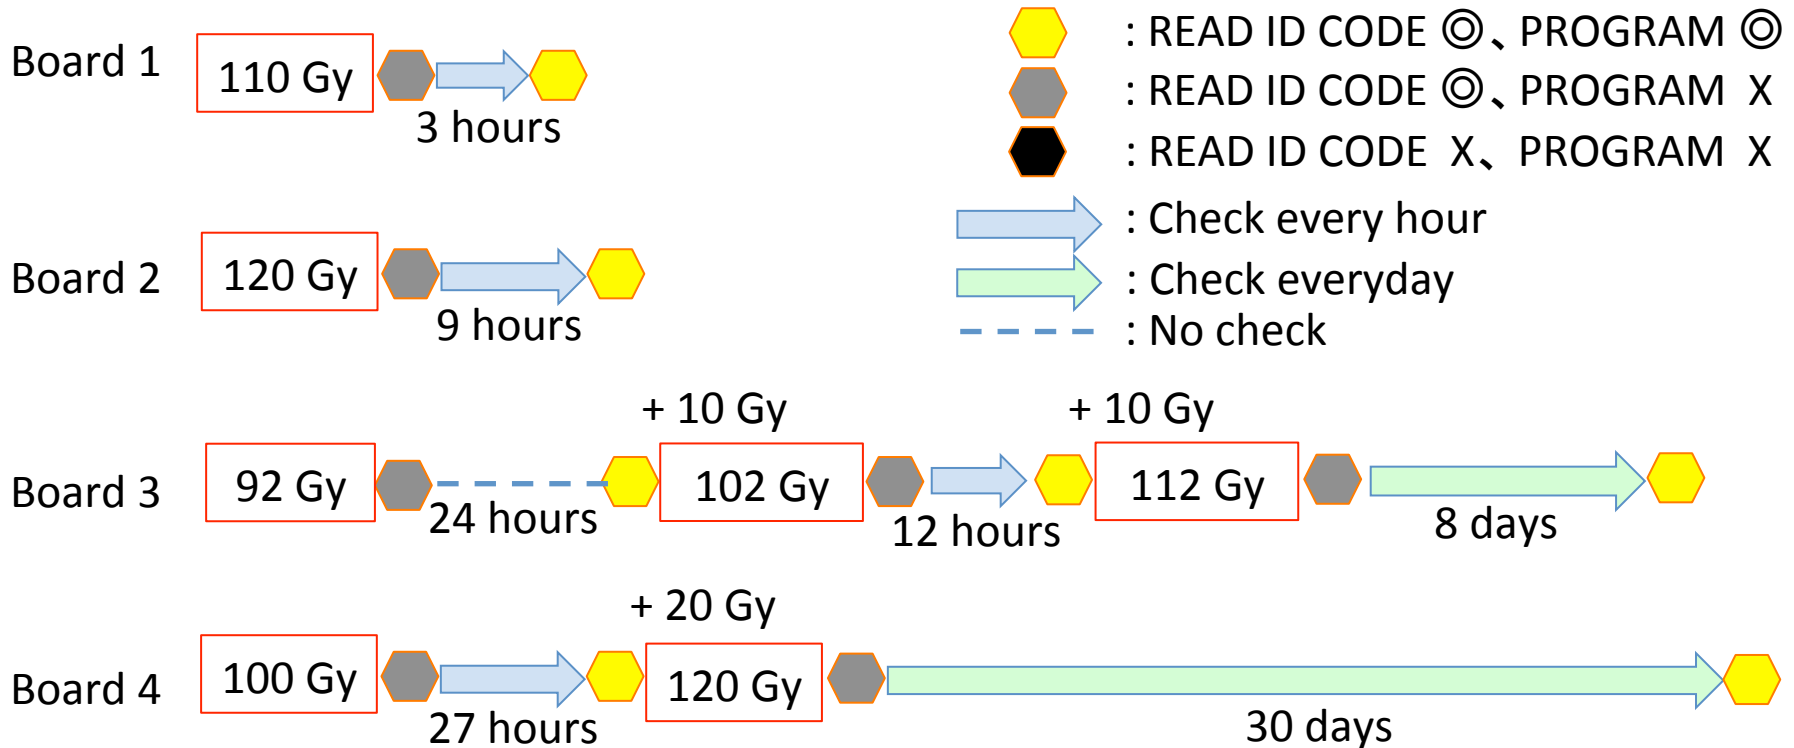 Board 1
110 Gy
3 hours
: READ ID CODE ◎、PROGRAM ◎
: READ ID CODE ◎、PROGRAM X
: READ ID CODE X、PROGRAM X
: Check every hour
: Check everyday
: No check
Board 2
120 Gy
9 hours
+ 10 Gy
+ 10 Gy
Board 3
92 Gy
24 hours
102 Gy
12 hours
112 Gy
8 days
+ 20 Gy
Board 4
100 Gy
27 hours
120 Gy
30 days